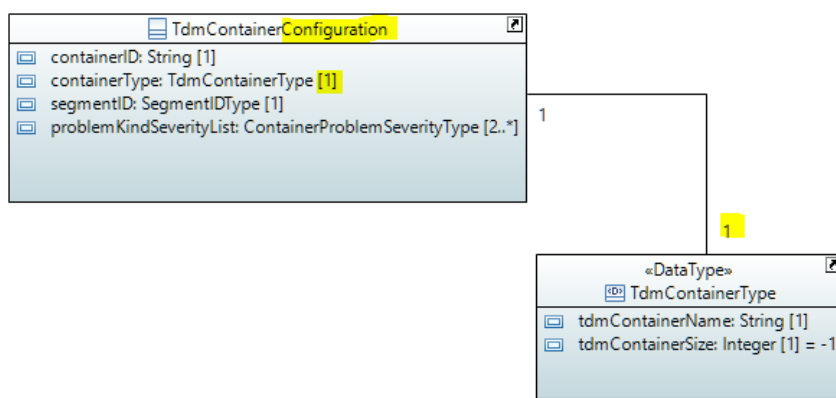 TdmContainerConfiguration
containerID: String [1]
containerType: TdmContainerType [1]
segmentID: SegmentIDType [1]
problemKindSeverityList: ContainerProblemSeverityType [2..*]
1
1
«DataType»
<D> TdmContainerType
tdmContainerName: String [1]
tdmContainerSize: Integer [1] = -1